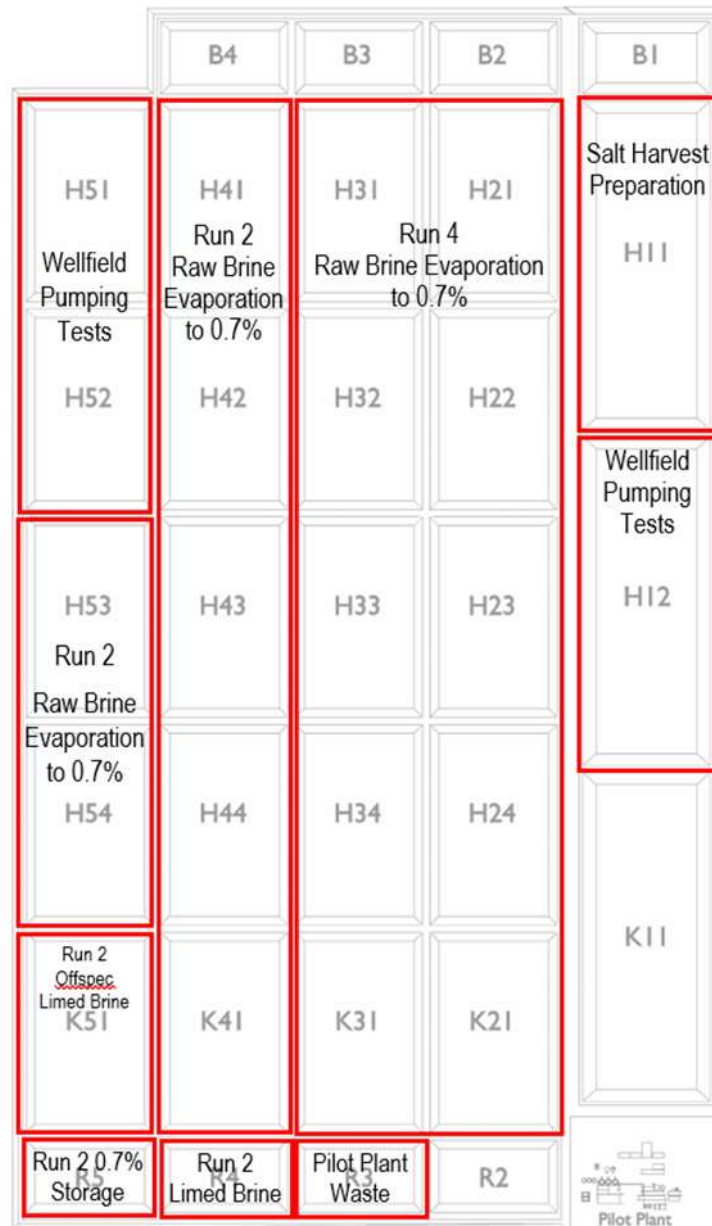 B4
B3
B2
B1
H51
Wellfield
Pumping
Tests
H52
H41
Run 2
Raw Brine
Evaporation
to 0.7%
H42
H31
H21
Run 4
Raw Brine Evaporation
to 0.7%
H32
H22
Salt Harvest
Preparation
H11
Wellfield
Pumping
Tests
H12
H53
Run 2
Raw Brine
Evaporation
to 0.7%
H54
H43
H33
H23
H44
H34
H24
K11
Run 2
Offspec
Limed Brine
K51
K41
K31
K21
Run 2 0.7%
Storage
R5
Run 2
Limed Brine
R4
Pilot Plant
Waste
R3
R2
Pilot Plant